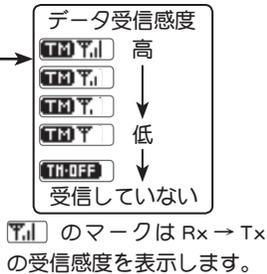 データ受信感度
TM 高
TM
TM
TM 低
TM·OFF
受信していない
のマークは Rx→Tx
の受信感度を表示します。